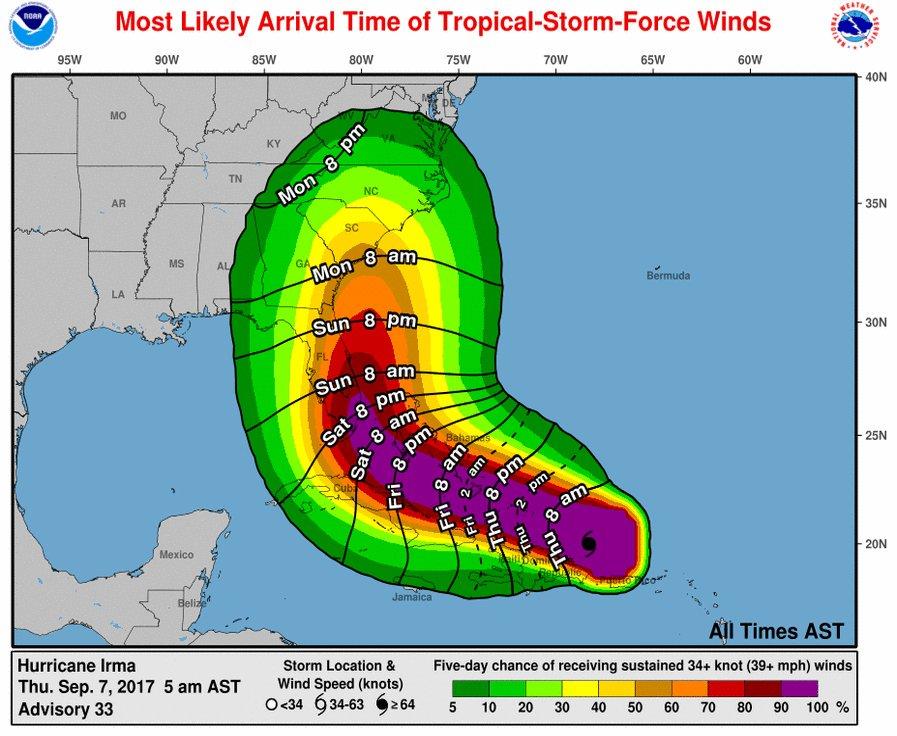 Most Likely Arrival Time of Tropical-Storm-Force Winds
NOAA
NATIONAL WEATHER SERVICE
95W 90W 85W 80W 75W 70W 65W 60W
40N
35N
30N
25N
20N
MO
KY
WV
VA
DE
TN
NC
AR
SC
MS
AL
GA
LA
FL
Bermuda
Bahamas
Cuba
Mexico
Belize
Jamaica
Haiti
Dominican
Republic
Puerto Rico
Mon 8 pm
Mon 8 am
Sun 8 pm
Sun 8 am
Sat 8 pm
Sat 8 am
Fri 8 pm
Fri 8 am
Fri 2 am
Thu 8 pm
Thu 2 pm
Thu 8 am
All Times AST
Hurricane Irma
Thu. Sep. 7, 2017 5 am AST
Advisory 33
Storm Location &
Wind Speed (knots)
<34 34-63 ≥ 64
Five-day chance of receiving sustained 34+ knot (39+ mph) winds
5 10 20 30 40 50 60 70 80 90 100 %